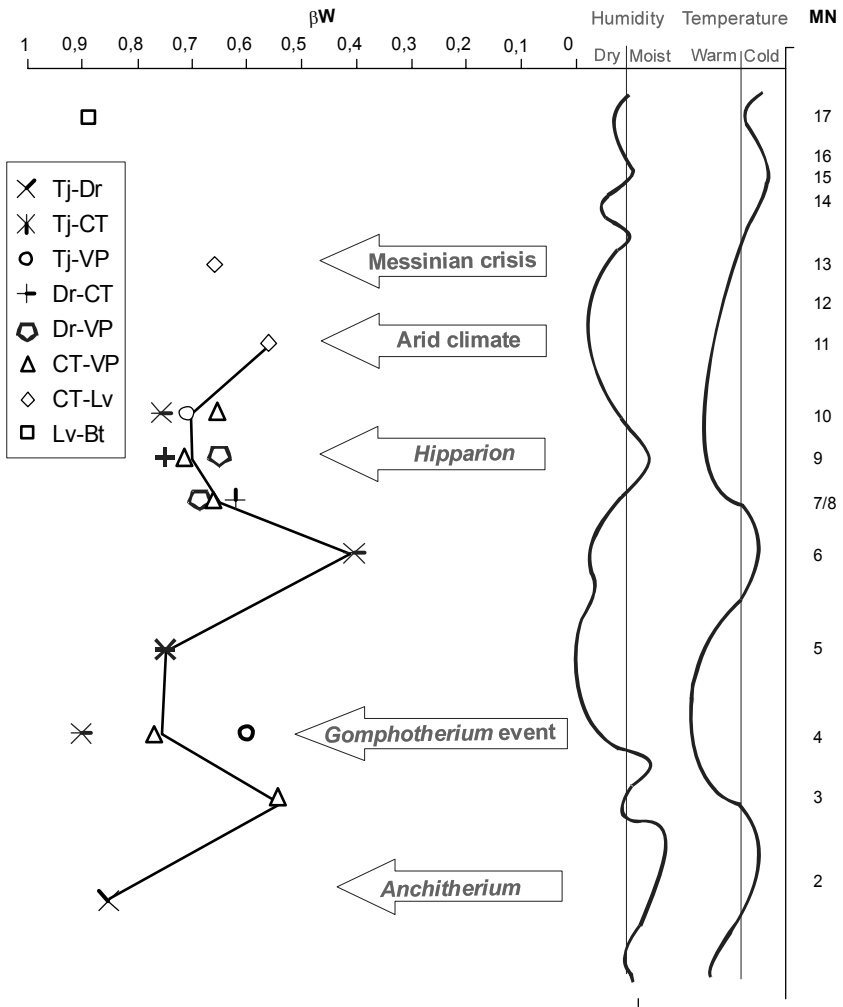 βW
Humidity Temperature MN
1 0,9 0,8 0,7 0,6 0,5 0,4 0,3 0,2 0,1 0
Dry Moist Warm Cold
17
16
15
14
13
12
11
10
9
7/8
6
5
4
3
2
Tj-Dr
Tj-CT
Tj-VP
Dr-CT
Dr-VP
CT-VP
CT-Lv
Lv-Bt
Messinian crisis
Arid climate
Hipparion
Gomphotherium event
Anchitherium